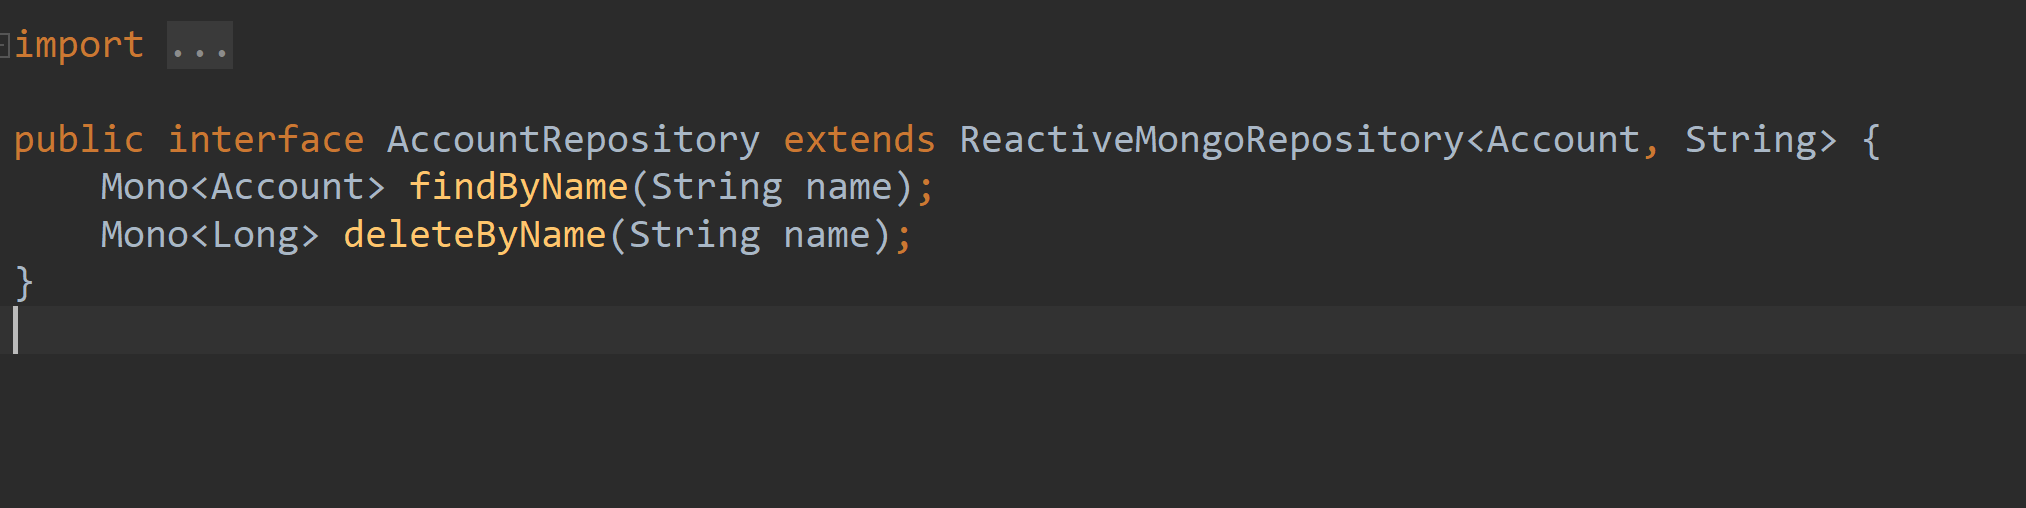 import ...
public interface AccountRepository extends ReactiveMongoRepository<Account, String> {
Mono<Account> findByName(String name);
Mono<Long> deleteByName(String name);
}